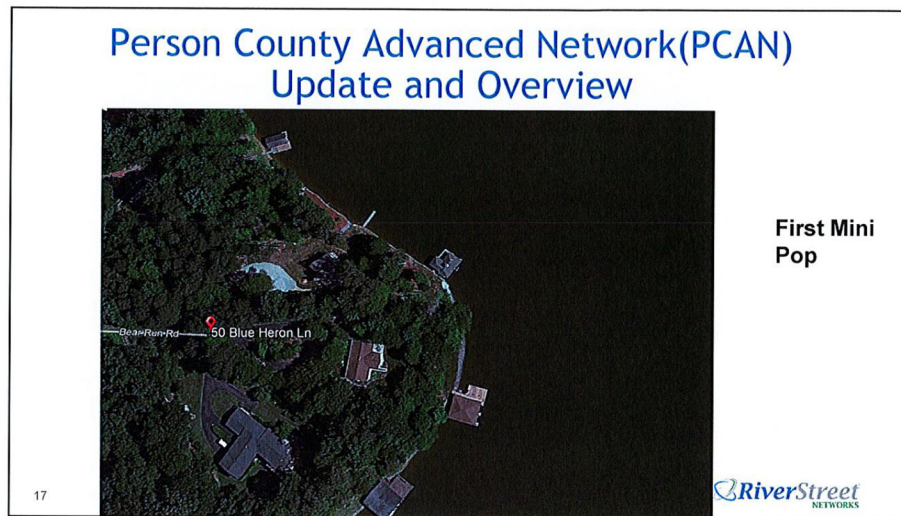 Person County Advanced Network(PCAN)
Update and Overview
First Mini
Pop
Bear Run Rd
50 Blue Heron Ln
17
RiverStreet
NETWORKS